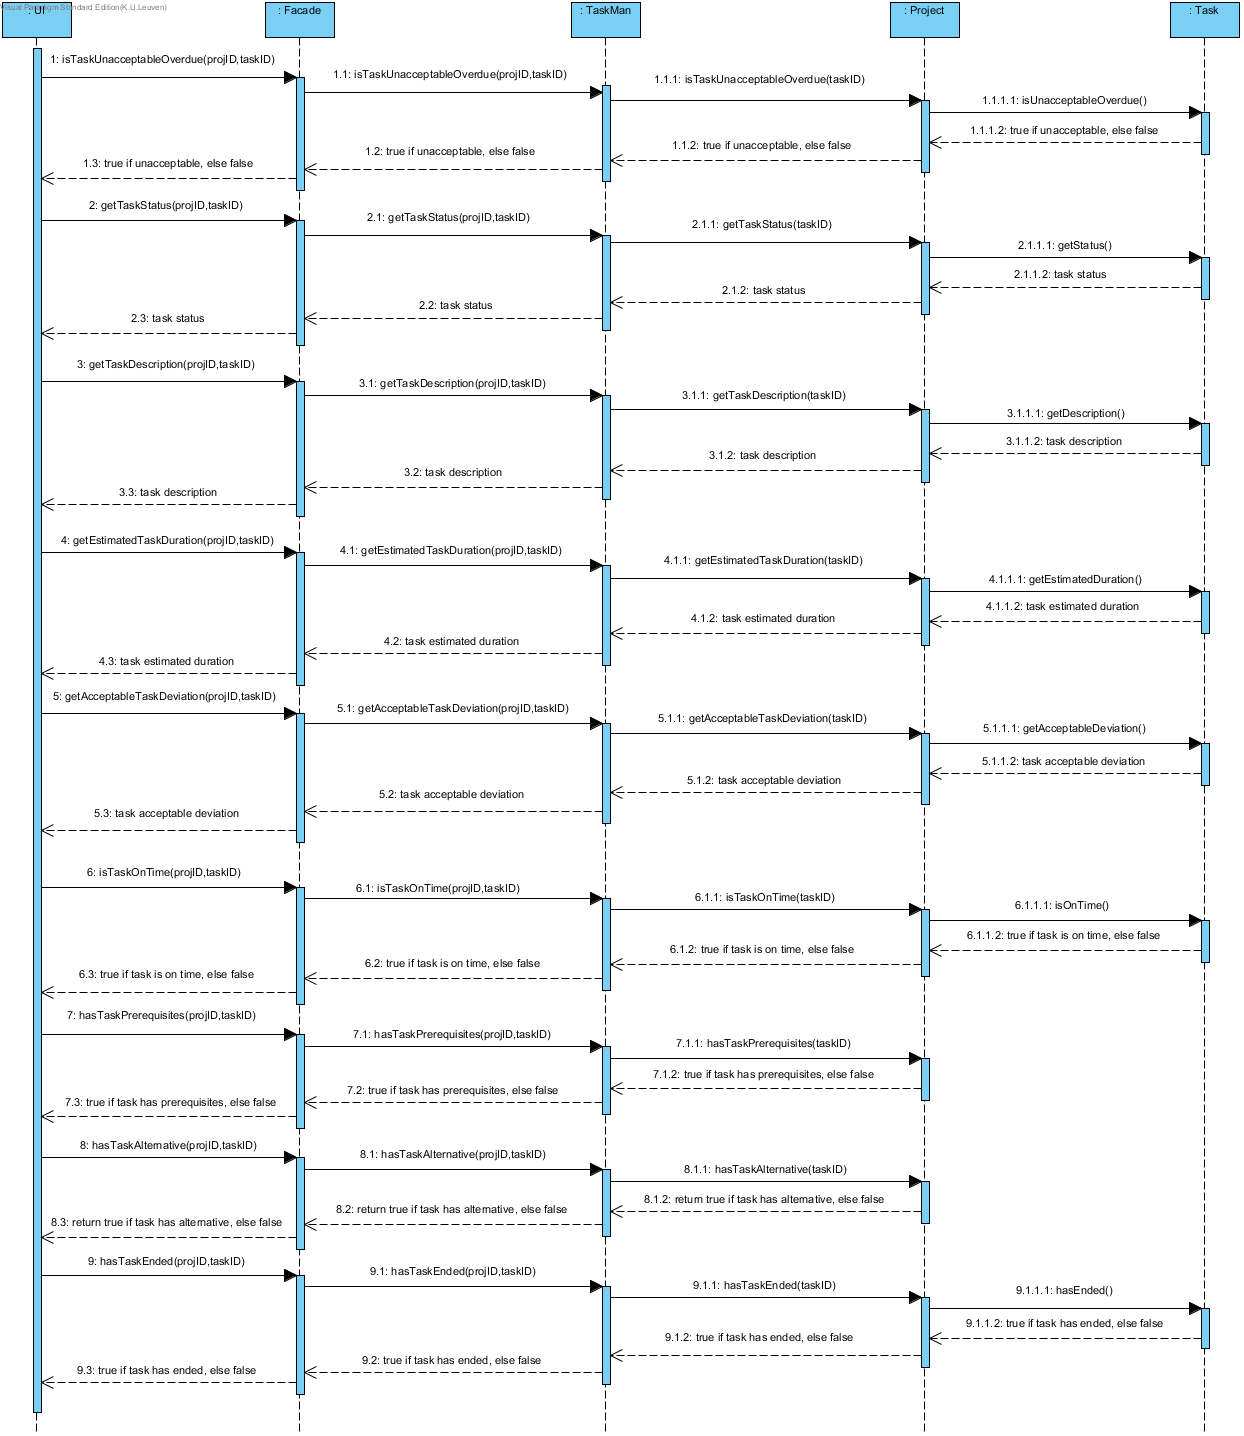 Visual Paradigm Standard Edition(K.U.Leuven)
: UI
: Facade
: TaskMan
: Project
: Task
1: isTaskUnacceptableOverdue(projID,taskID)
1.1: isTaskUnacceptableOverdue(projID,taskID)
1.1.1: isTaskUnacceptableOverdue(taskID)
1.1.1.1: isUnacceptableOverdue()
1.1.1.2: true if unacceptable, else false
1.1.2: true if unacceptable, else false
1.2: true if unacceptable, else false
1.3: true if unacceptable, else false
2: getTaskStatus(projID,taskID)
2.1: getTaskStatus(projID,taskID)
2.1.1: getTaskStatus(taskID)
2.1.1.1: getStatus()
2.1.1.2: task status
2.1.2: task status
2.2: task status
2.3: task status
3: getTaskDescription(projID,taskID)
3.1: getTaskDescription(projID,taskID)
3.1.1: getTaskDescription(taskID)
3.1.1.1: getDescription()
3.1.1.2: task description
3.1.2: task description
3.2: task description
3.3: task description
4: getEstimatedTaskDuration(projID,taskID)
4.1: getEstimatedTaskDuration(projID,taskID)
4.1.1: getEstimatedTaskDuration(taskID)
4.1.1.1: getEstimatedDuration()
4.1.1.2: task estimated duration
4.1.2: task estimated duration
4.2: task estimated duration
4.3: task estimated duration
5: getAcceptableTaskDeviation(projID,taskID)
5.1: getAcceptableTaskDeviation(projID,taskID)
5.1.1: getAcceptableTaskDeviation(taskID)
5.1.1.1: getAcceptableDeviation()
5.1.1.2: task acceptable deviation
5.1.2: task acceptable deviation
5.2: task acceptable deviation
5.3: task acceptable deviation
6: isTaskOnTime(projID,taskID)
6.1: isTaskOnTime(projID,taskID)
6.1.1: isTaskOnTime(taskID)
6.1.1.1: isOnTime()
6.1.1.2: true if task is on time, else false
6.1.2: true if task is on time, else false
6.2: true if task is on time, else false
6.3: true if task is on time, else false
7: hasTaskPrerequisites(projID,taskID)
7.1: hasTaskPrerequisites(projID,taskID)
7.1.1: hasTaskPrerequisites(taskID)
7.1.2: true if task has prerequisites, else false
7.2: true if task has prerequisites, else false
7.3: true if task has prerequisites, else false
8: hasTaskAlternative(projID,taskID)
8.1: hasTaskAlternative(projID,taskID)
8.1.1: hasTaskAlternative(taskID)
8.1.2: return true if task has alternative, else false
8.2: return true if task has alternative, else false
8.3: return true if task has alternative, else false
9: hasTaskEnded(projID,taskID)
9.1: hasTaskEnded(projID,taskID)
9.1.1: hasTaskEnded(taskID)
9.1.1.1: hasEnded()
9.1.1.2: true if task has ended, else false
9.1.2: true if task has ended, else false
9.2: true if task has ended, else false
9.3: true if task has ended, else false